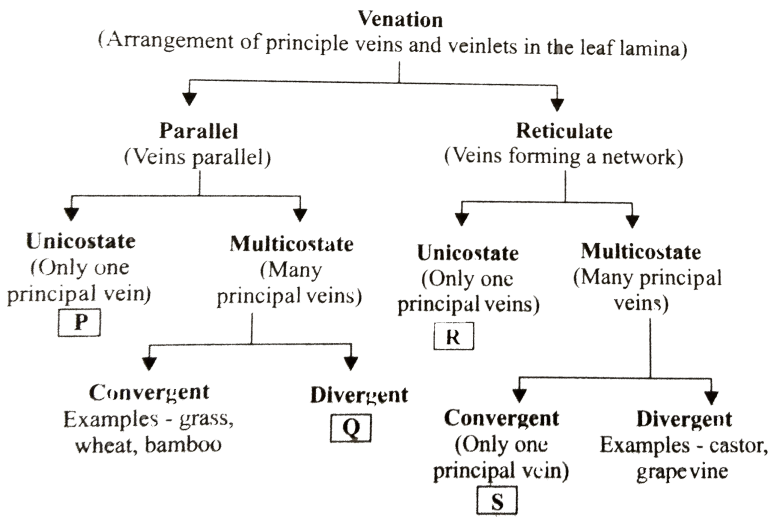 Venation
(Arrangement of principle veins and veinlets in the leaf lamina)
Parallel
(Veins parallel)
Reticulate
(Veins forming a network)
Unicostate
(Only one
principal vein)
P
Multicostate
(Many
principal veins)
Unicostate
(Only one
principal veins)
R
Multicostate
(Many principal
veins)
Convergent
Examples - grass,
wheat, bamboo
Divergent
Q
Convergent
(Only one
principal vein)
S
Divergent
Examples - castor,
grapevine